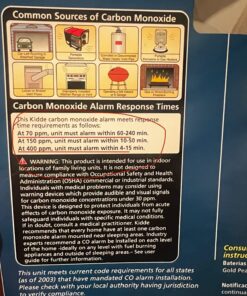 Common Sources of Carbon Monoxide
Carbon Monoxide Alarm Response Times
This Kidde carbon monoxide alarm meets response
time requirements as follows:
At 70 ppm, unit must alarm within 60-240 min.
At 150 ppm, unit must alarm within 10-50 min.
At 400 ppm, unit must alarm within 4-15 min.
WARNING: This product is intended for use in indoor
locations of family living units. It is not designed to
measure compliance with Occupational Safety and Health
Administration (OSHA) commercial or industrial standards.
Individuals with medical problems may consider using
warning devices which provide audible and visual signals
for carbon monoxide concentrations under 30 ppm.
This device is designed to protect individuals from acute
effects of carbon monoxide exposure. It may not fully
safeguard individuals with specific medical conditions.
If in doubt, consult a medical practitioner. Kidde
recommends that every home have at least one carbon
monoxide alarm mounted near sleeping areas. Industry
experts recommend a CO alarm be installed on each level
of the home -ideally on any level with fuel burning
appliances and outside of sleeping areas - See user
guide for further information.
This unit meets current code requirements for all states
(as of 2003) that have mandated CO alarm installation.
Please check with your local authority having jurisdiction
to verify compliance.
Consu
instruc
Baterías
Gold Pe
Notific
continua